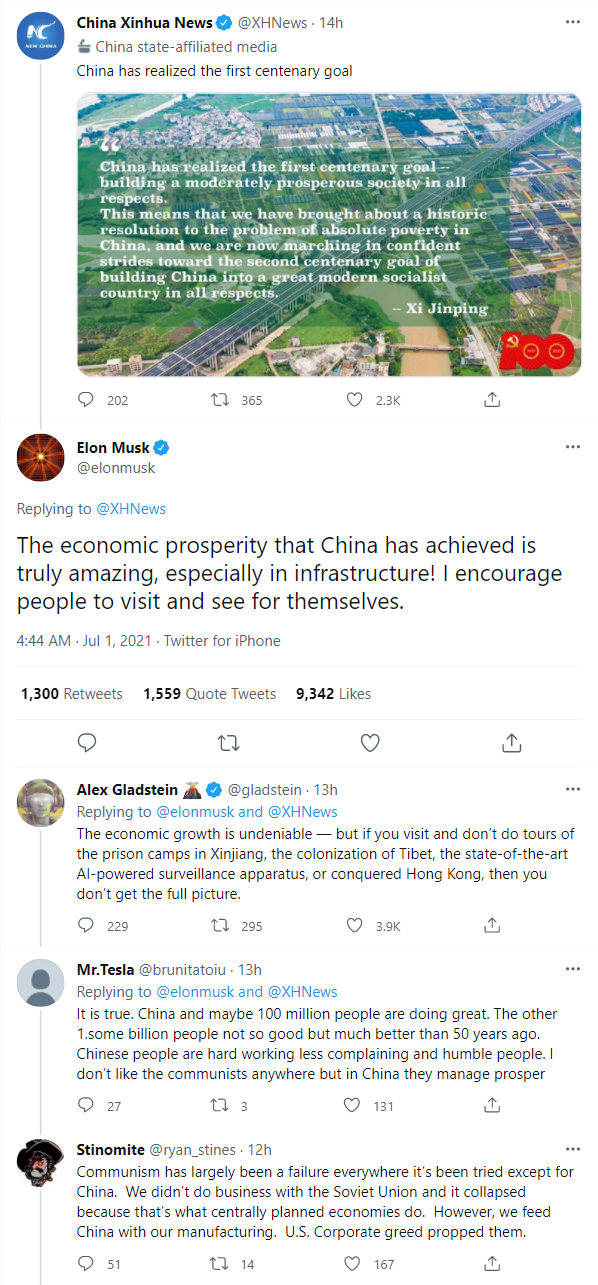 China Xinhua News @XHNews · 14h
China state-affiliated media
China has realized the first centenary goal
China has realized the first centenary goal –
building a moderately prosperous society in all
respects.
This means that we have brought about a historic
resolution to the problem of absolute poverty in
China, and we are now marching in confident
strides toward the second centenary goal of
building China into a great modern socialist
country in all respects.
-- Xi Jinping
100
202 365 2.3K
Elon Musk
@elonmusk
Replying to @XHNews
The economic prosperity that China has achieved is
truly amazing, especially in infrastructure! I encourage
people to visit and see for themselves.
4:44 AM · Jul 1, 2021 · Twitter for iPhone
1,300 Retweets 1,559 Quote Tweets 9,342 Likes
Alex Gladstein 🌋 @gladstein · 13h
Replying to @elonmusk and @XHNews
The economic growth is undeniable — but if you visit and don’t do tours of
the prison camps in Xinjiang, the colonization of Tibet, the state-of-the-art
AI-powered surveillance apparatus, or conquered Hong Kong, then you
don’t get the full picture.
229 295 3.9K
Mr.Tesla @brunitatoiu · 13h
Replying to @elonmusk and @XHNews
It is true. China and maybe 100 million people are doing great. The other
1.some billion people not so good but much better than 50 years ago.
Chinese people are hard working less complaining and humble people. I
don’t like the communists anywhere but in China they manage prosper
27 3 131
Stinomite @ryan_stines · 12h
Communism has largely been a failure everywhere it’s been tried except for
China.  We didn’t do business with the Soviet Union and it collapsed
because that’s what centrally planned economies do.  However, we feed
China with our manufacturing.  U.S. Corporate greed propped them.
51 14 167